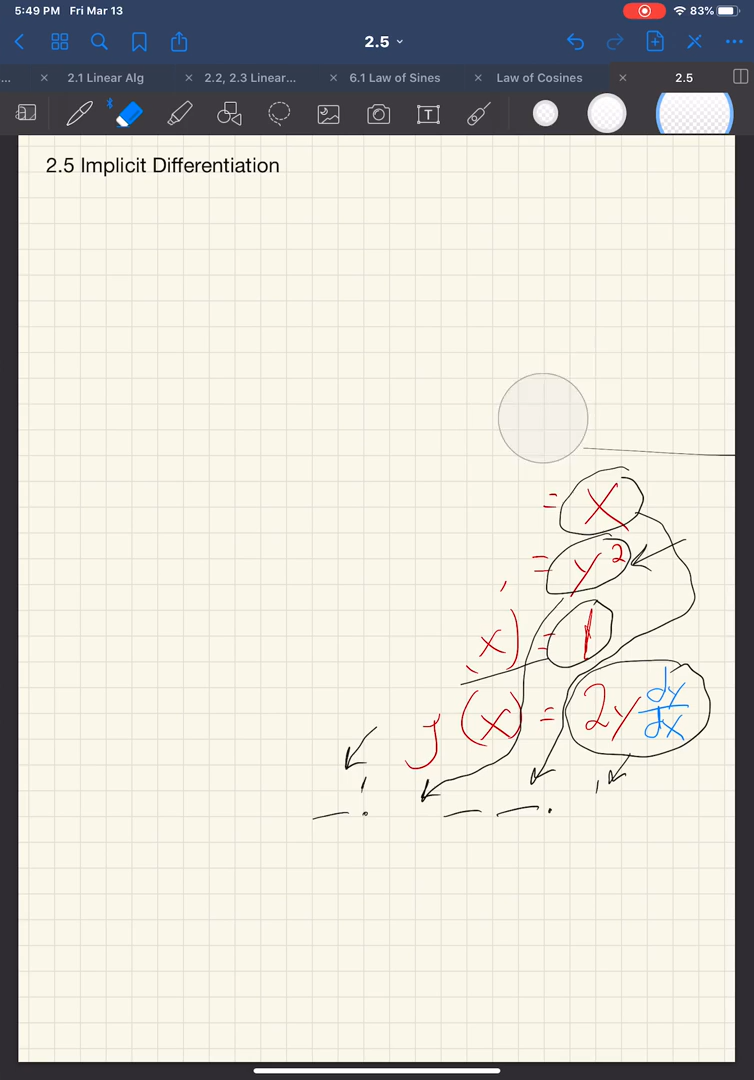 5:49 PM Fri Mar 13
83%
2.5
... 2.1 Linear Alg 2.2, 2.3 Linear... 6.1 Law of Sines Law of Cosines 2.5
T
2.5 Implicit Differentiation
= x
= y²
x) = 1
(x) = 2y dy/dx